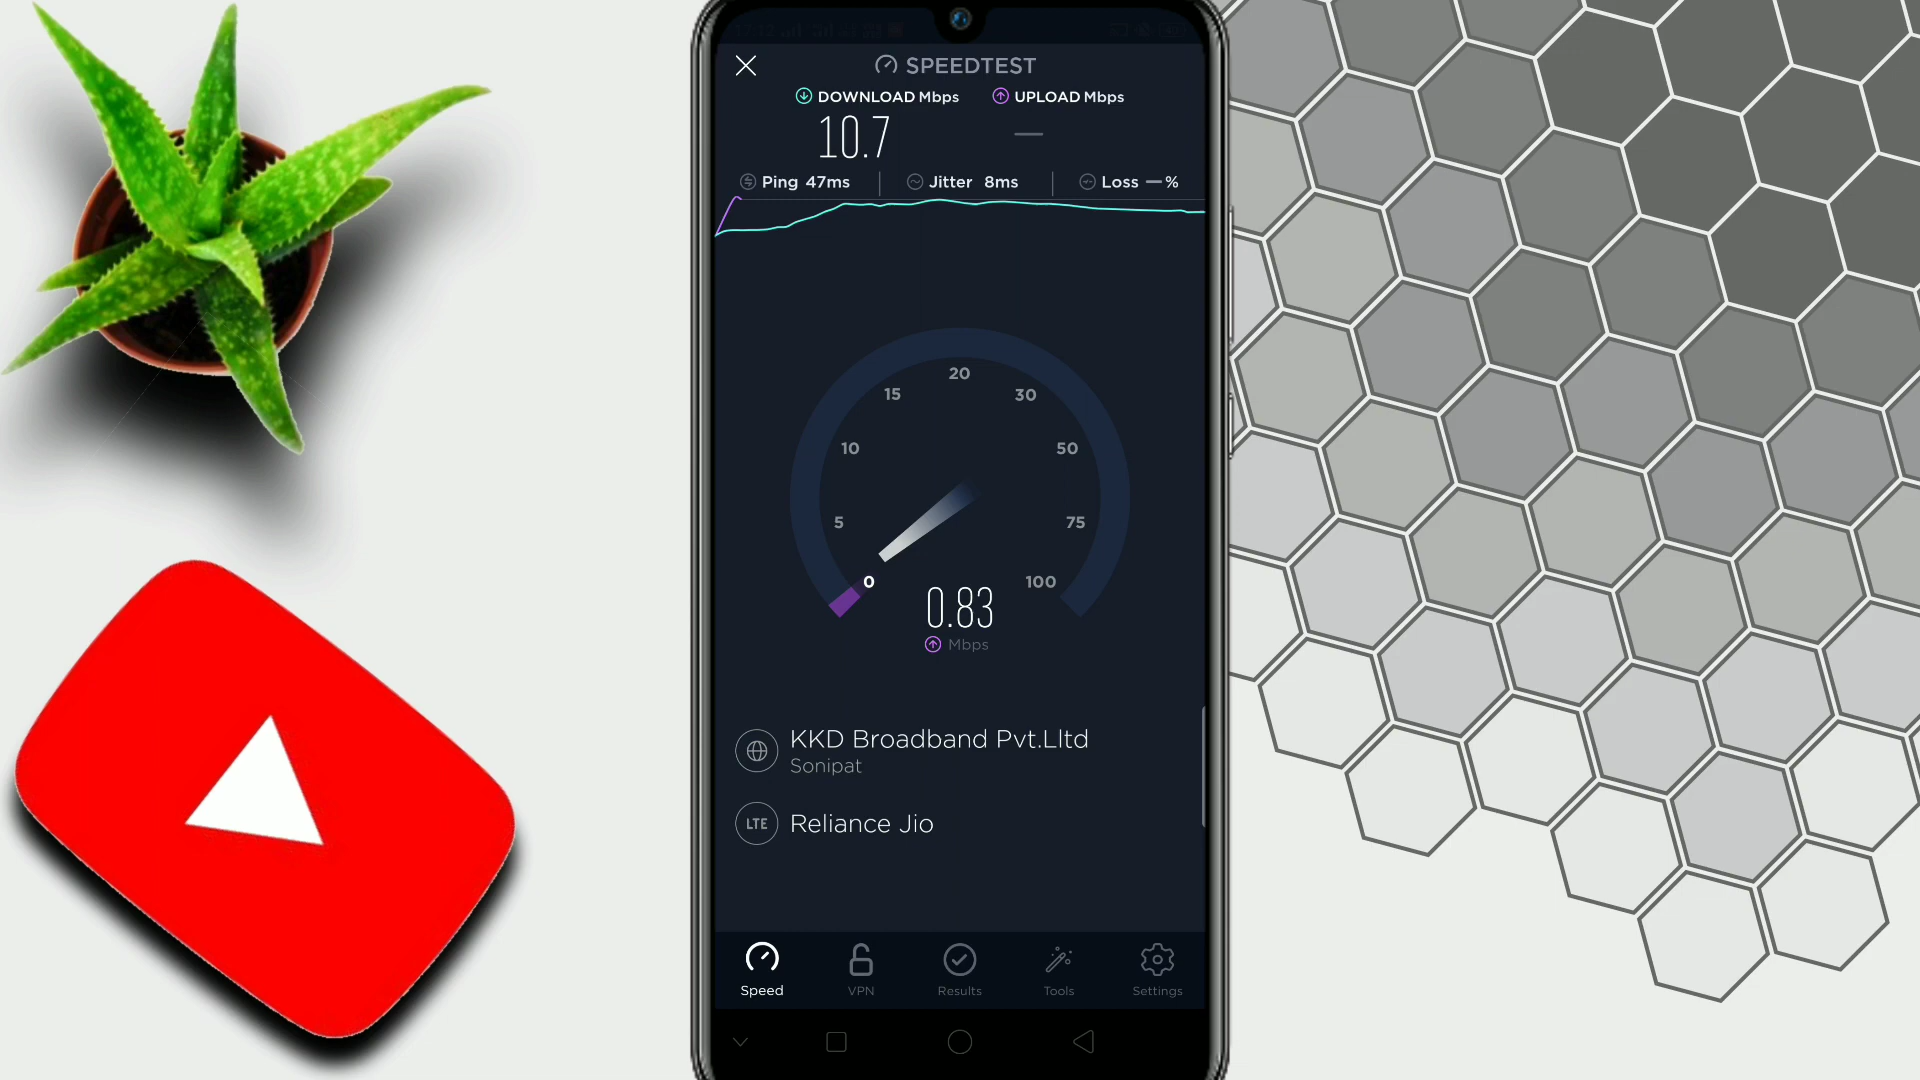 SPEEDTEST
DOWNLOAD Mbps UPLOAD Mbps
10.7 —
Ping 47ms Jitter 8ms Loss — %
20
15 30
10 50
5 75
0 100
0.83
Mbps
KKD Broadband Pvt.Lltd
Sonipat
LTE Reliance Jio
Speed VPN Results Tools Settings